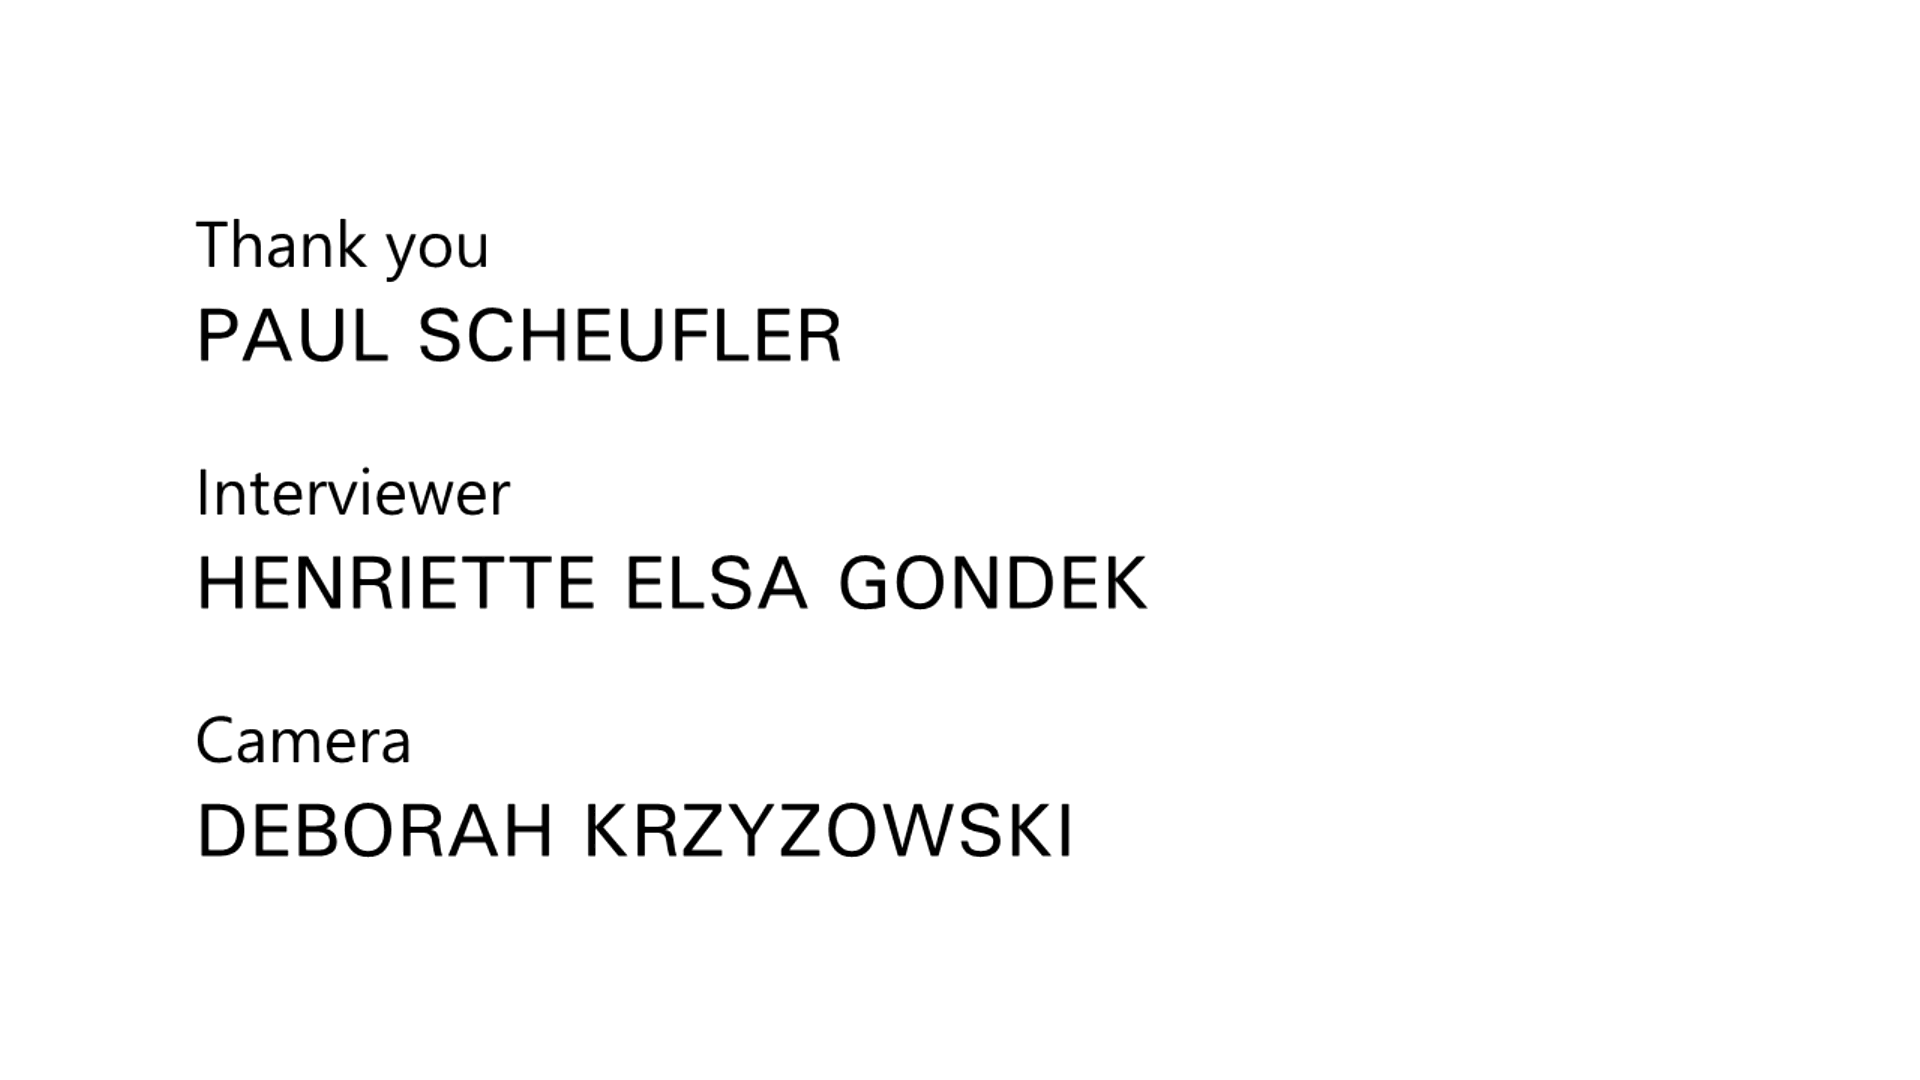 Thank you
PAUL SCHEUFLER
Interviewer
HENRIETTE ELSA GONDEK
Camera
DEBORAH KRZYZOWSKI